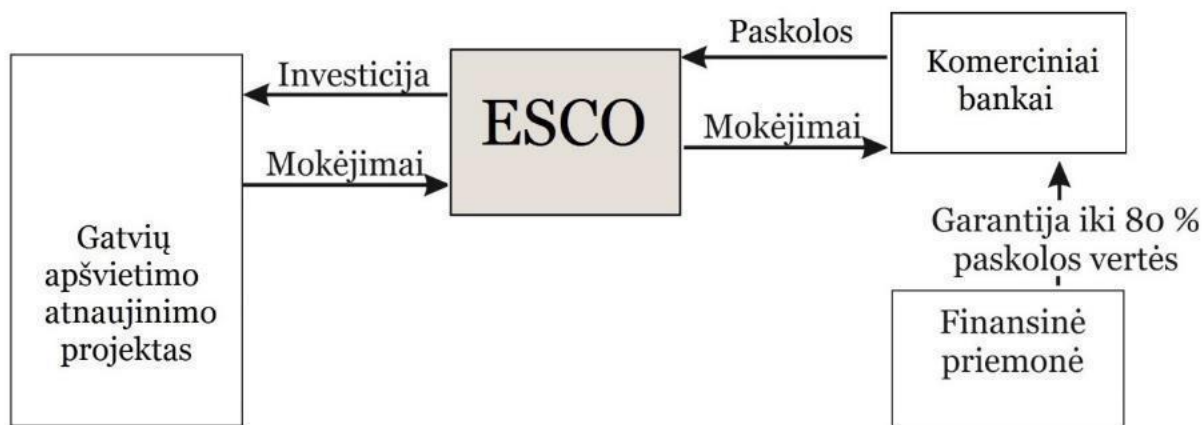 Paskolos
Investicija
ESCO
Komerciniai
bankai
Mokėjimai
Mokėjimai
Gatvių
apšvietimo
atnaujinimo
projektas
Garantija iki 80 %
paskolos vertės
Finansinė
priemonė